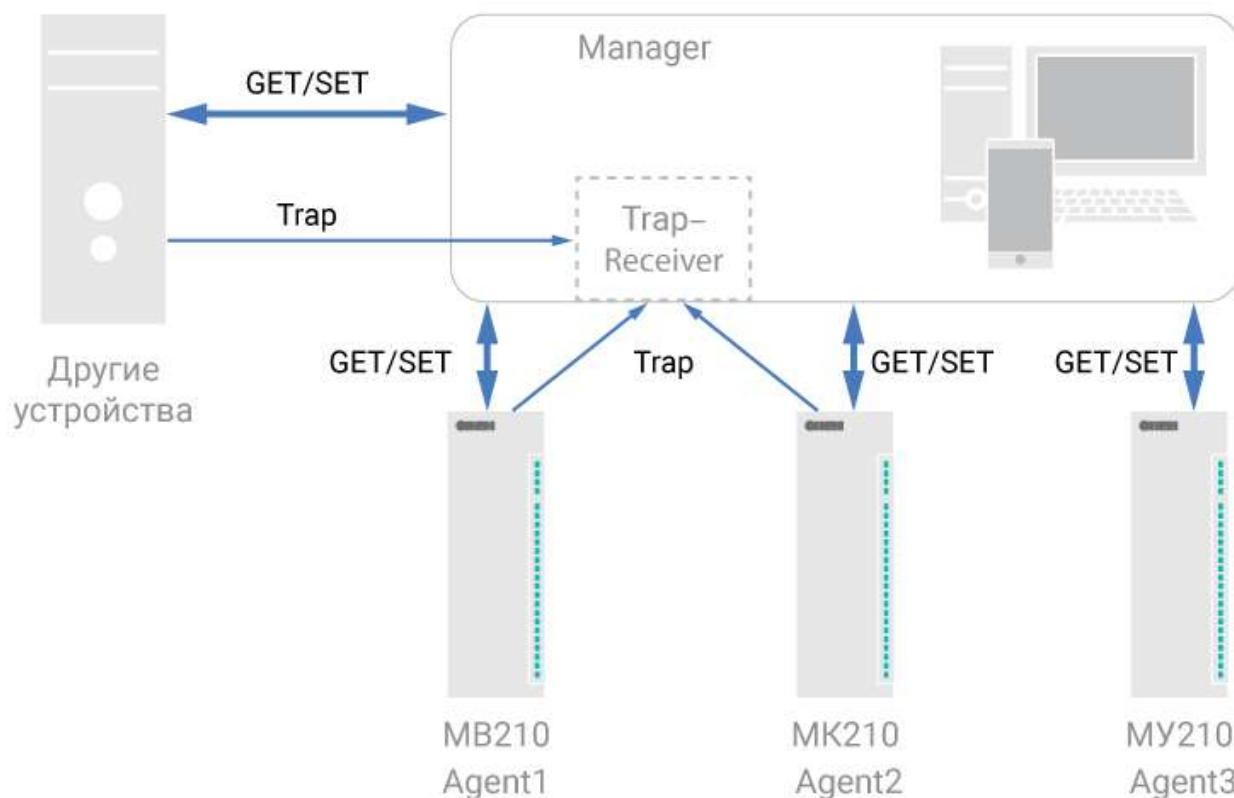 Manager
GET/SET
Trap
Trap–
Receiver
Другие
устройства
GET/SET
Trap
GET/SET
GET/SET
МВ210
Agent1
МК210
Agent2
МУ210
Agent3